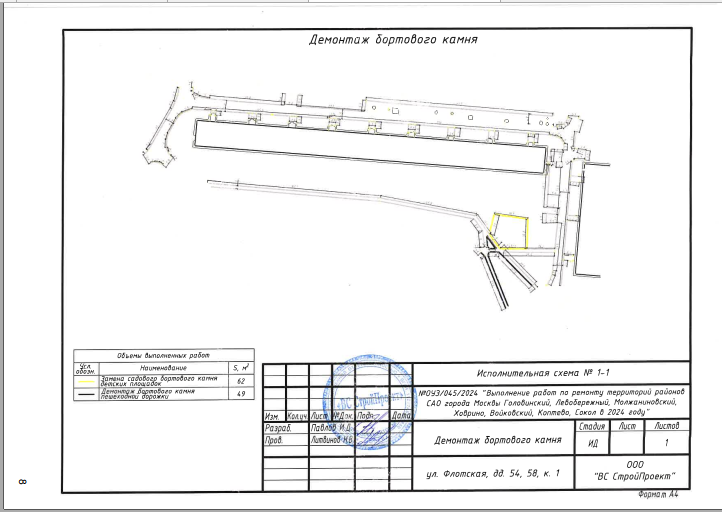 Демонтаж бортового камня
Объемы выполненных работ
Усл. обозн.
Наименование
S, м²
Замена садового бортового камня
детских площадок
62
Демонтаж бортового камня
пешеходной дорожки
49
"ВС СтройПроект"
Исполнительная схема № 1-1
№ОУЭ/045/2024 "Выполнение работ по ремонту территорий районов
САО города Москвы Головинский, Левобережный, Молжаниновский,
Ховрино, Войковский, Коптево, Сокол в 2024 году"
Изм. Кол.уч. Лист №Док. Подп. Дата
Разраб. Павлов И.Д.
Пров. Литвинов К.В.
Демонтаж бортового камня
Стадия Лист Листов
ИД 1
ул. Флотская, дд. 54, 58, к. 1
ООО
"ВС СтройПроект"
Формат А4
8